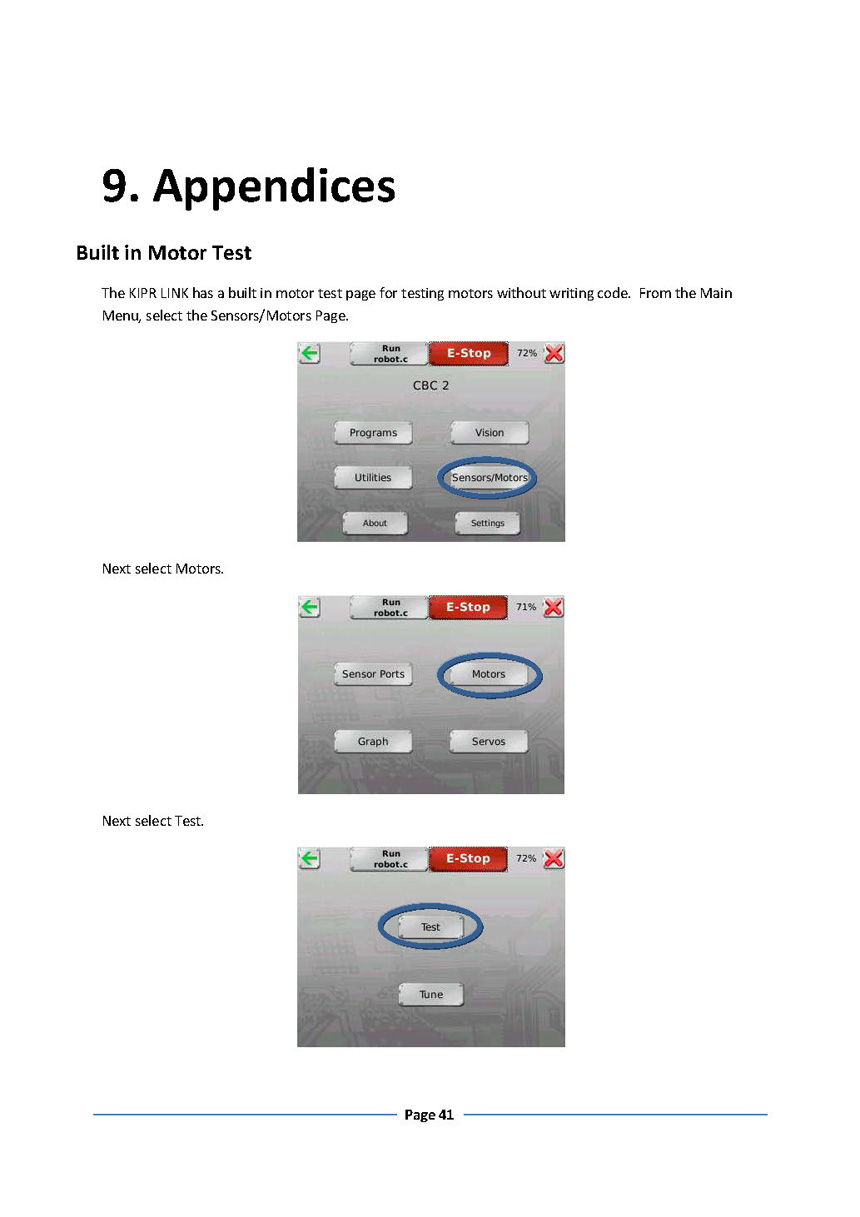 9. Appendices
Built in Motor Test
The KIPR LINK has a built in motor test page for testing motors without writing code.  From the Main
Menu, select the Sensors/Motors Page.
Run
robot.c
E-Stop
72%
CBC 2
Programs
Vision
Utilities
Sensors/Motors
About
Settings
Next select Motors.
Run
robot.c
E-Stop
71%
Sensor Ports
Motors
Graph
Servos
Next select Test.
Run
robot.c
E-Stop
72%
Test
Tune
Page 41